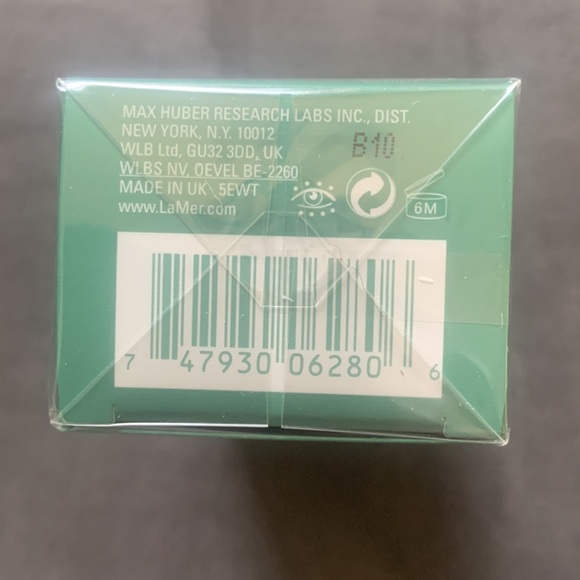 MAX HUBER RESEARCH LABS INC., DIST.
NEW YORK, N.Y. 10012
WLB Ltd, GU32 3DD, UK
WLBS NV. OEVEL BE-2260
MADE IN UK 5EWT
www.LaMer.com
B10
6M
7 47930 06280 6